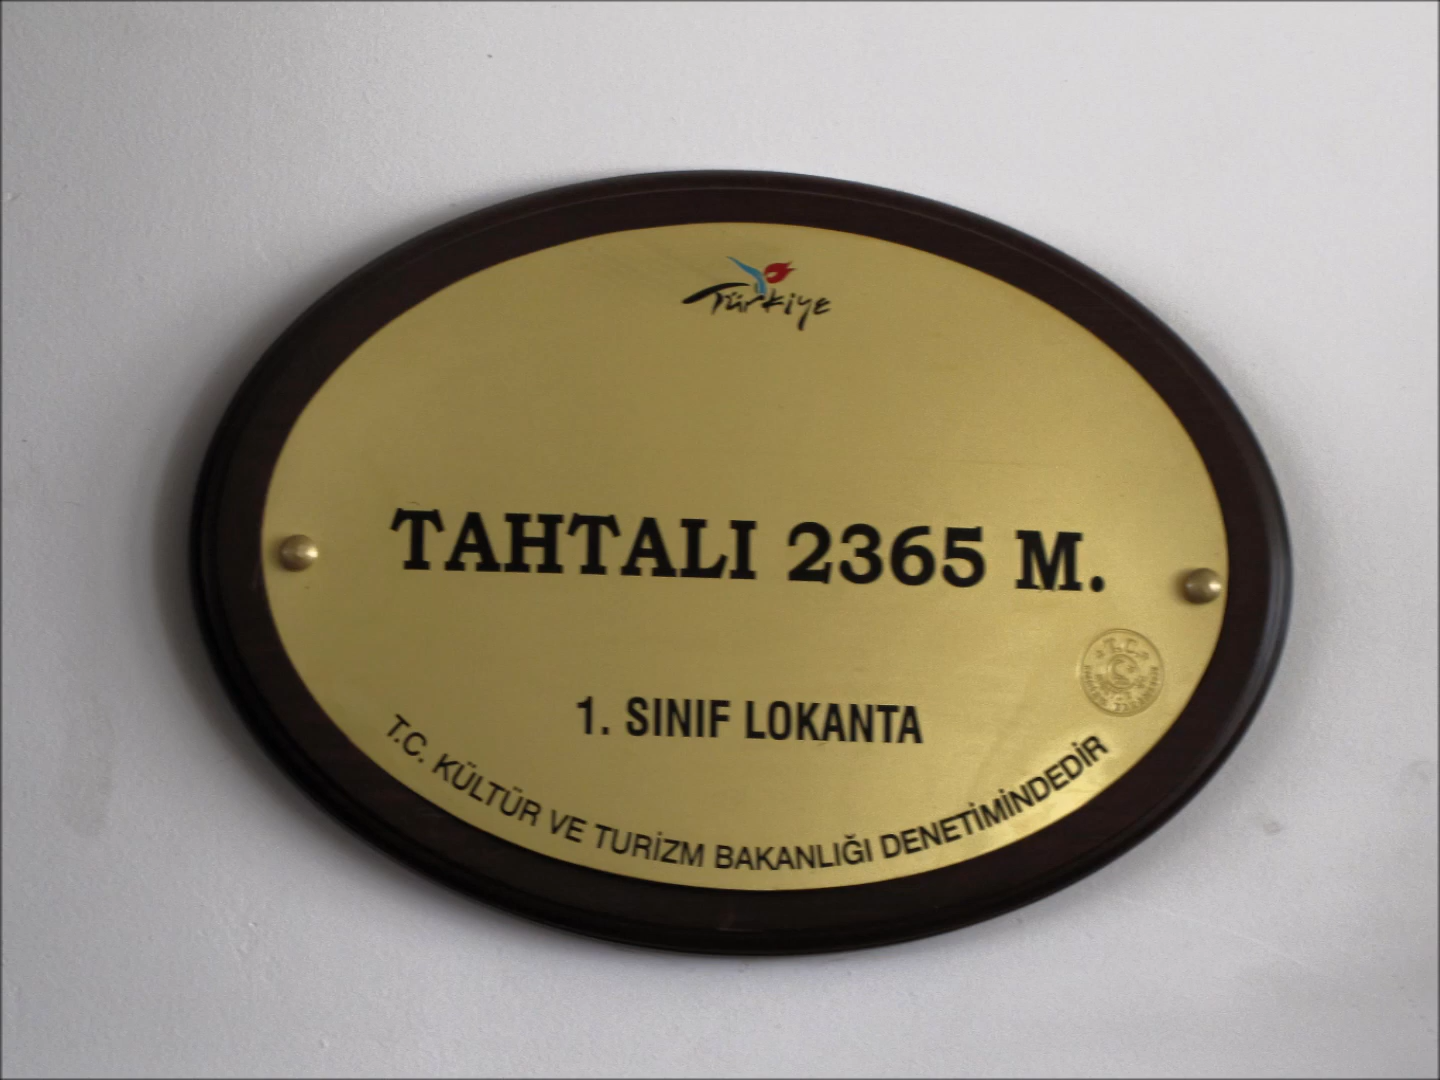 Türkiye
TAHTALI 2365 M.
T.C.
1. SINIF LOKANTA
T.C. KÜLTÜR VE TURİZM BAKANLIĞI DENETİMİNDEDİR